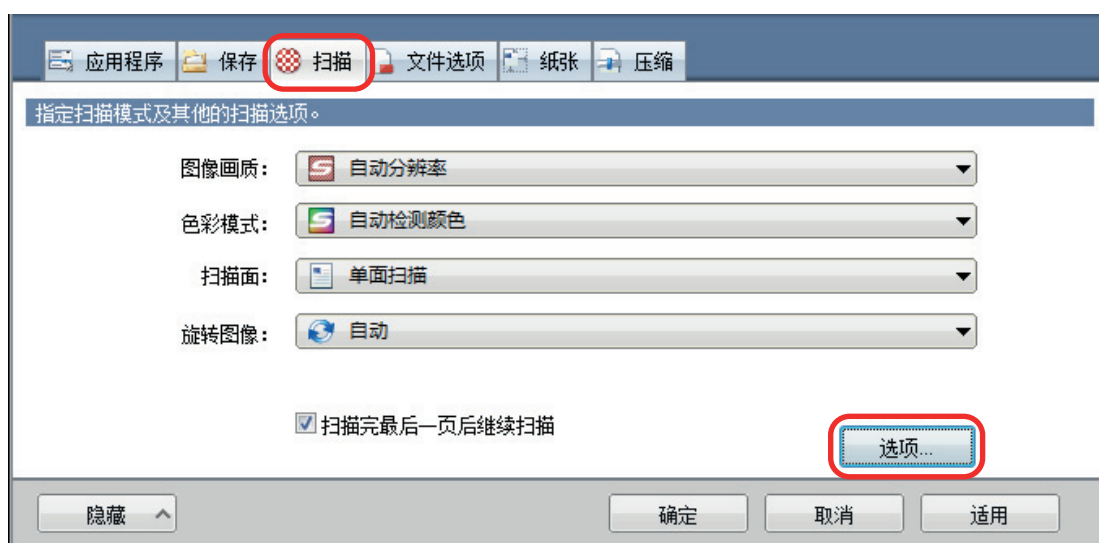 应用程序 保存 扫描 文件选项 纸张 压缩
指定扫描模式及其他的扫描选项。
图像画质： 自动分辨率
色彩模式： 自动检测颜色
扫描面： 单面扫描
旋转图像： 自动
扫描完最后一页后继续扫描
选项...
隐藏 确定 取消 适用